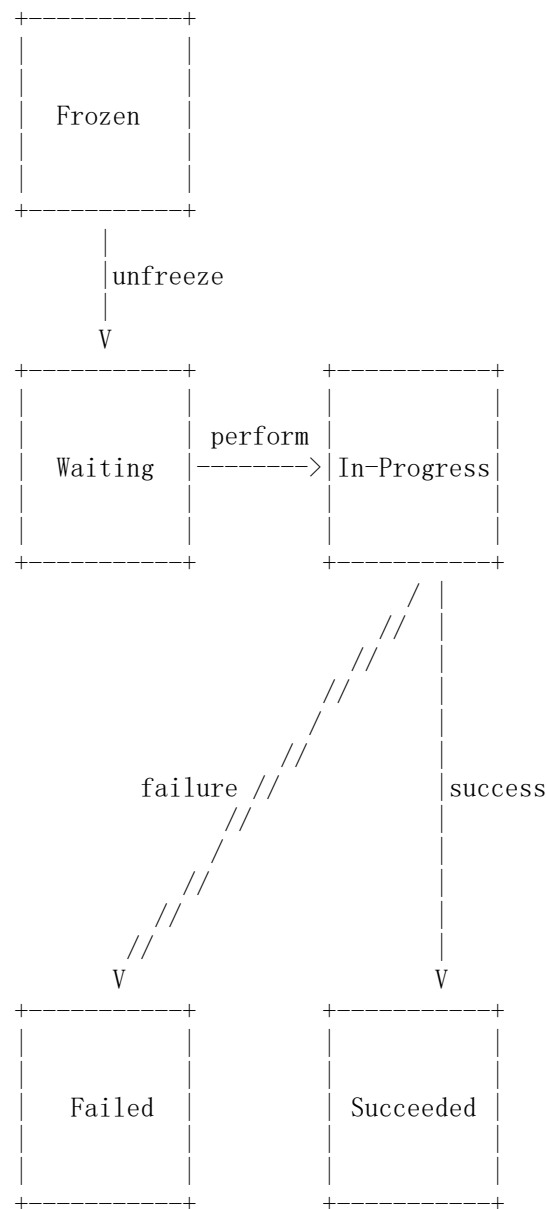 Frozen
unfreeze
V
perform
Waiting --------> In-Progress
failure success
V V
Failed Succeeded